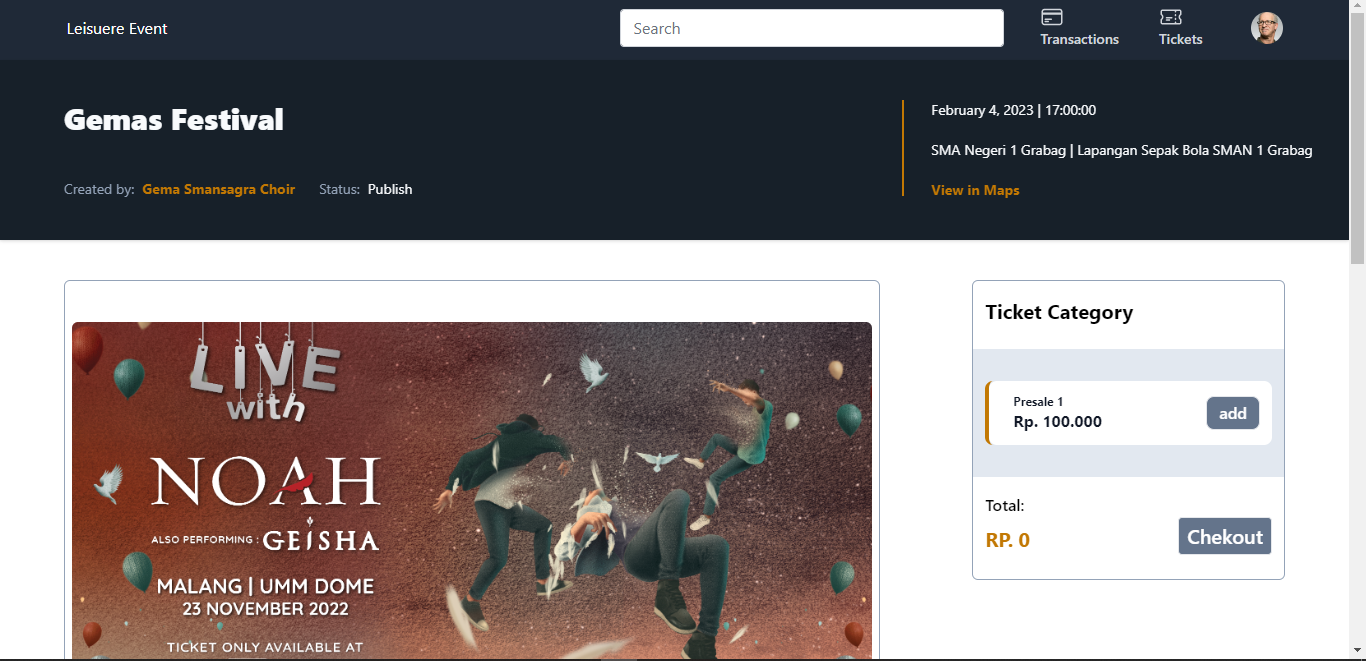 Leisuere Event
Search
Transactions
Tickets
Gemas Festival
Created by: Gema Smansagra Choir Status: Publish
February 4, 2023 | 17:00:00
SMA Negeri 1 Grabag | Lapangan Sepak Bola SMAN 1 Grabag
View in Maps
LIVE
with
NOAH
ALSO PERFORMING : GEISHA
MALANG | UMM DOME
23 NOVEMBER 2022
TICKET ONLY AVAILABLE AT
Ticket Category
Presale 1
Rp. 100.000
add
Total:
RP. 0
Chekout